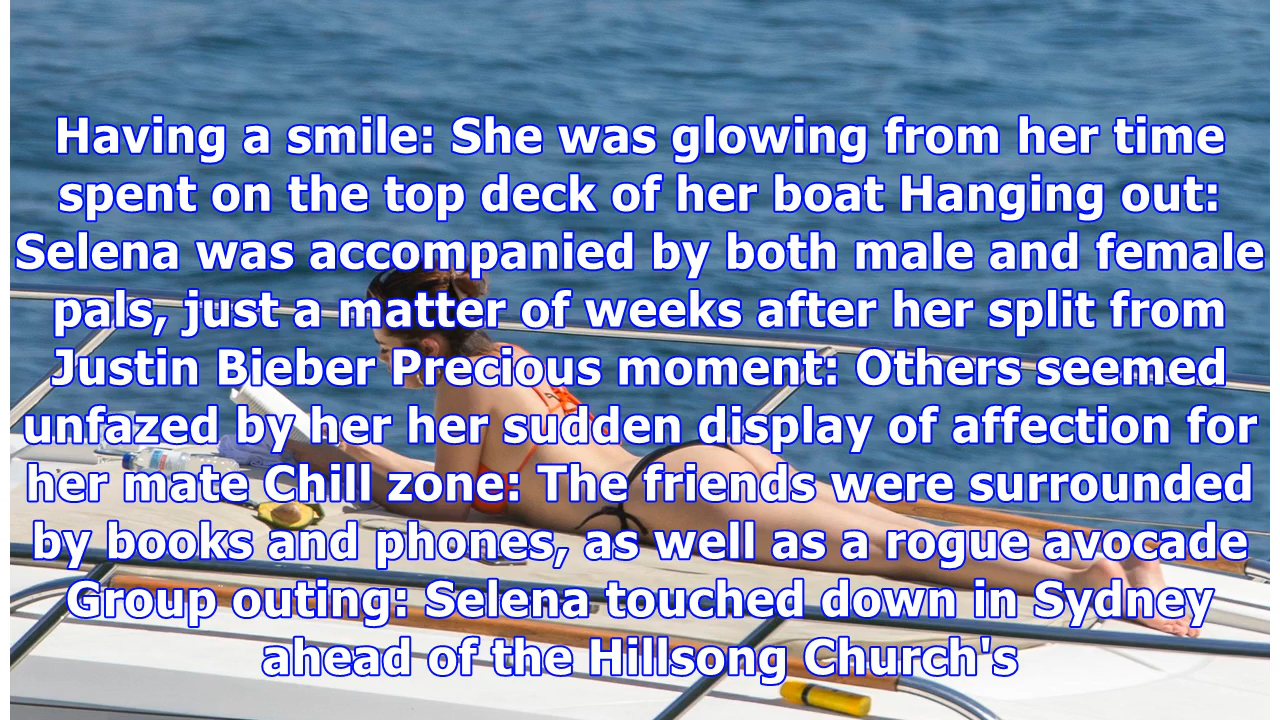 Having a smile: She was glowing from her time
spent on the top deck of her boat Hanging out:
Selena was accompanied by both male and female
pals, just a matter of weeks after her split from
Justin Bieber Precious moment: Others seemed
unfazed by her her sudden display of affection for
her mate Chill zone: The friends were surrounded
by books and phones, as well as a rogue avocade
Group outing: Selena touched down in Sydney
ahead of the Hillsong Church's